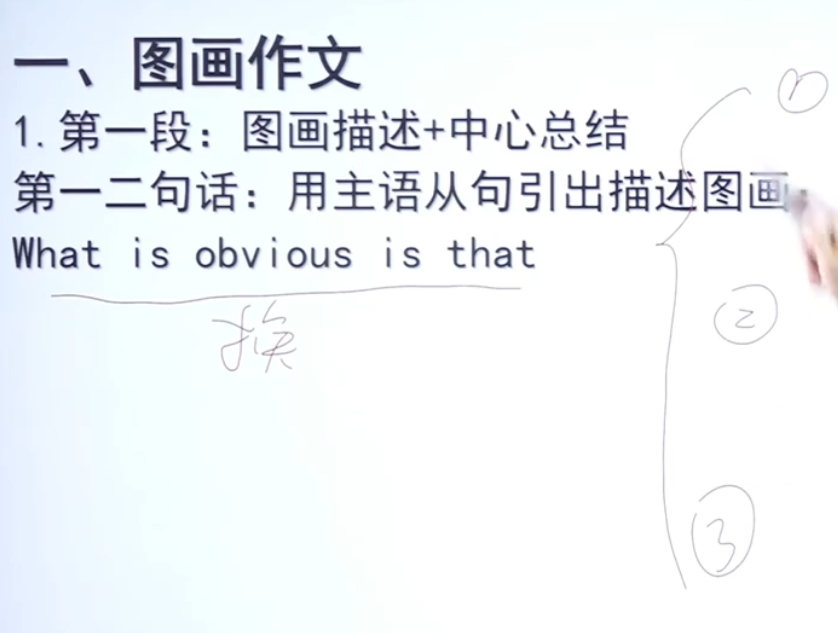 一、图画作文
1.第一段：图画描述+中心总结
第一二句话：用主语从句引出描述图画：
What is obvious is that
换
①
②
③